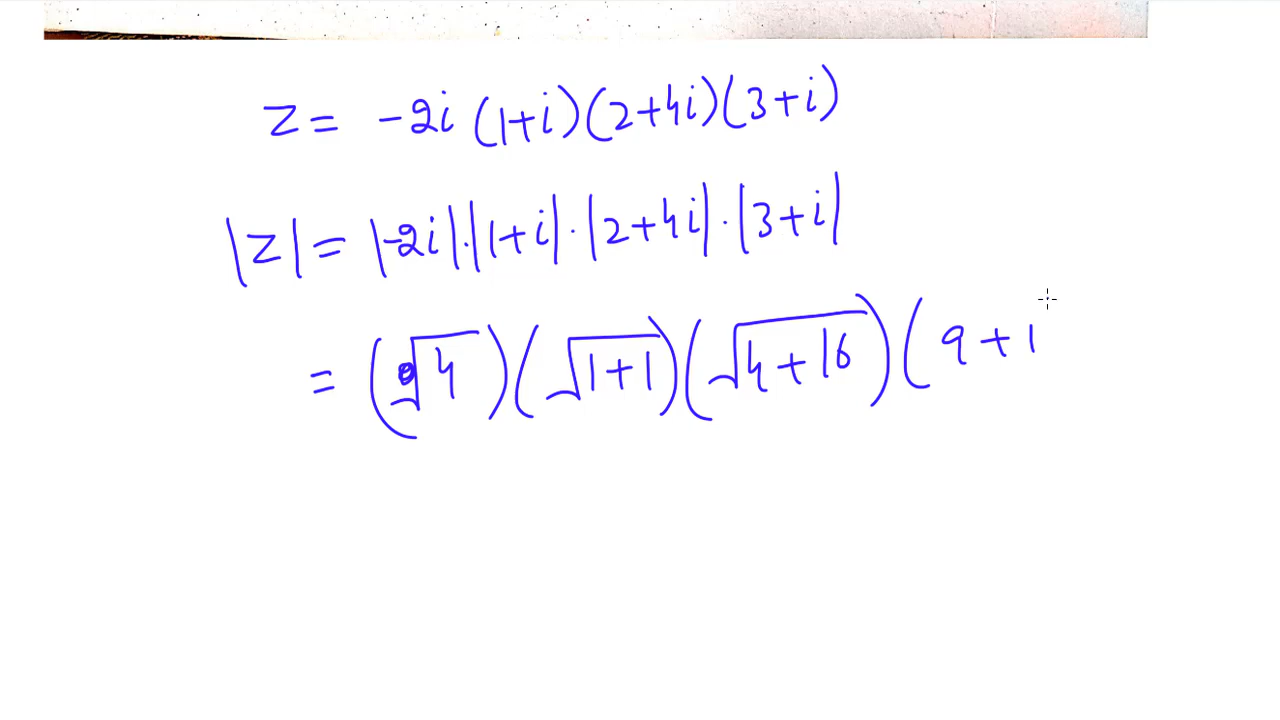 z = -2i (1+i)(2+4i)(3+i)
|z| = |-2i|·|1+i|·|2+4i|·|3+i|
= (√4)(√1+1)(√4+16)(9+1